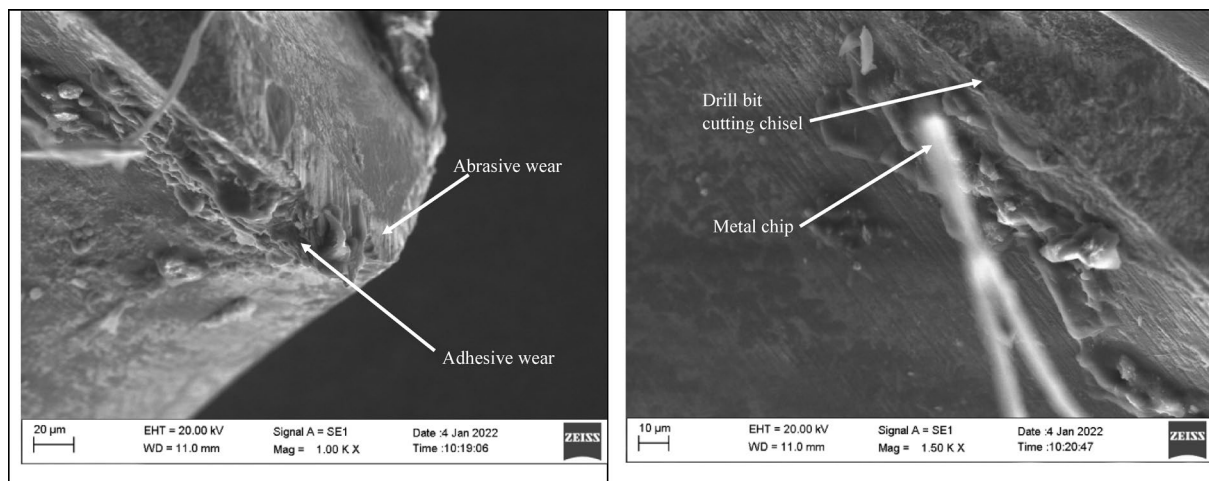 Abrasive wear
Adhesive wear
20 µm
EHT = 20.00 kV
WD = 11.0 mm
Signal A = SE1
Mag = 1.00 K X
Date :4 Jan 2022
Time :10:19:06
ZEISS
Drill bit
cutting chisel
Metal chip
10 µm
EHT = 20.00 kV
WD = 11.0 mm
Signal A = SE1
Mag = 1.50 K X
Date :4 Jan 2022
Time :10:20:47
ZEISS